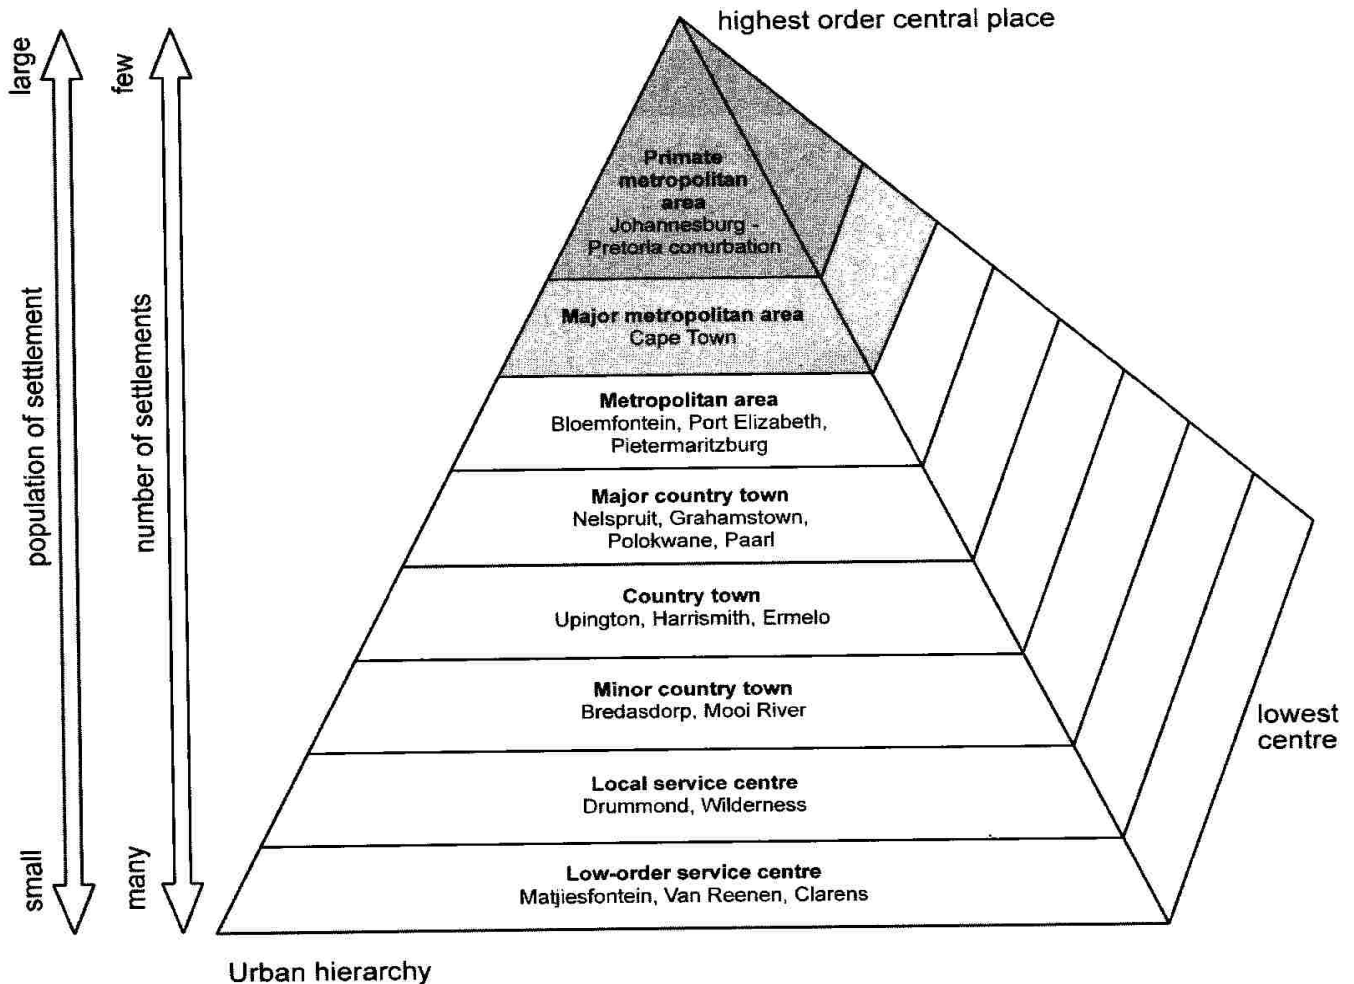 highest order central place
large
few
population of settlement
number of settlements
small
many
Primate
metropolitan
area
Johannesburg -
Pretoria conurbation
Major metropolitan area
Cape Town
Metropolitan area
Bloemfontein, Port Elizabeth,
Pietermaritzburg
Major country town
Nelspruit, Grahamstown,
Polokwane, Paarl
Country town
Upington, Harrismith, Ermelo
Minor country town
Bredasdorp, Mooi River
Local service centre
Drummond, Wilderness
Low-order service centre
Matjiesfontein, Van Reenen, Clarens
lowest
centre
Urban hierarchy